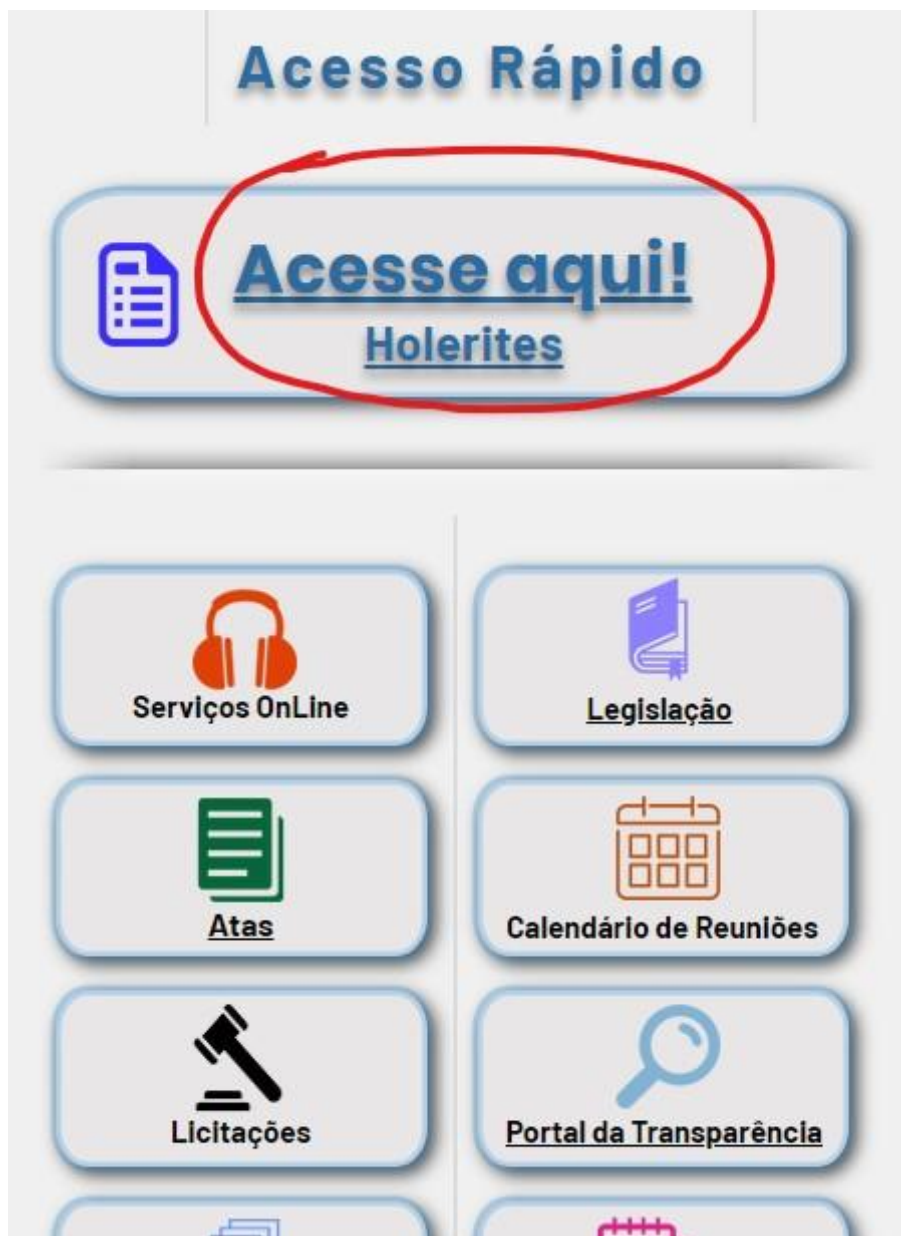 Acesso Rápido
Acesse aqui!
Holerites
Serviços OnLine
Legislação
Atas
Calendário de Reuniões
Licitações
Portal da Transparência